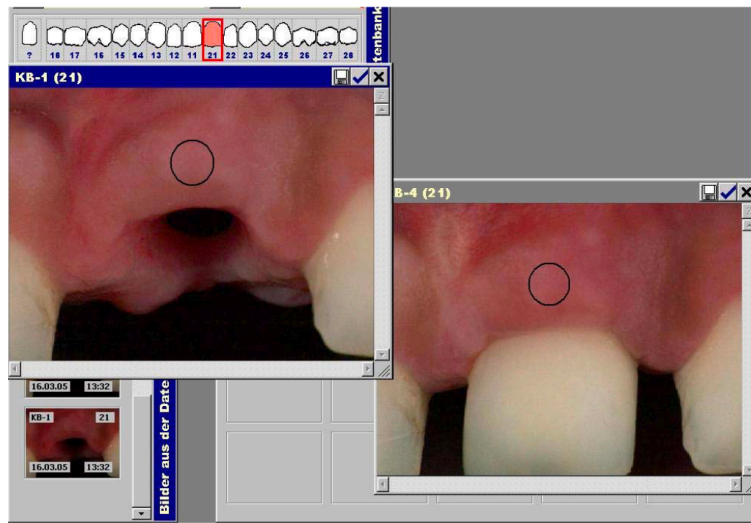 ? 18 17 16 15 14 13 12 11 21 22 23 24 25 26 27 28
KB-1 (21)
B-4 (21)
16.03.05 13:32
KB-1 21
16.03.05 13:32
Bilder aus der Date
tenbank